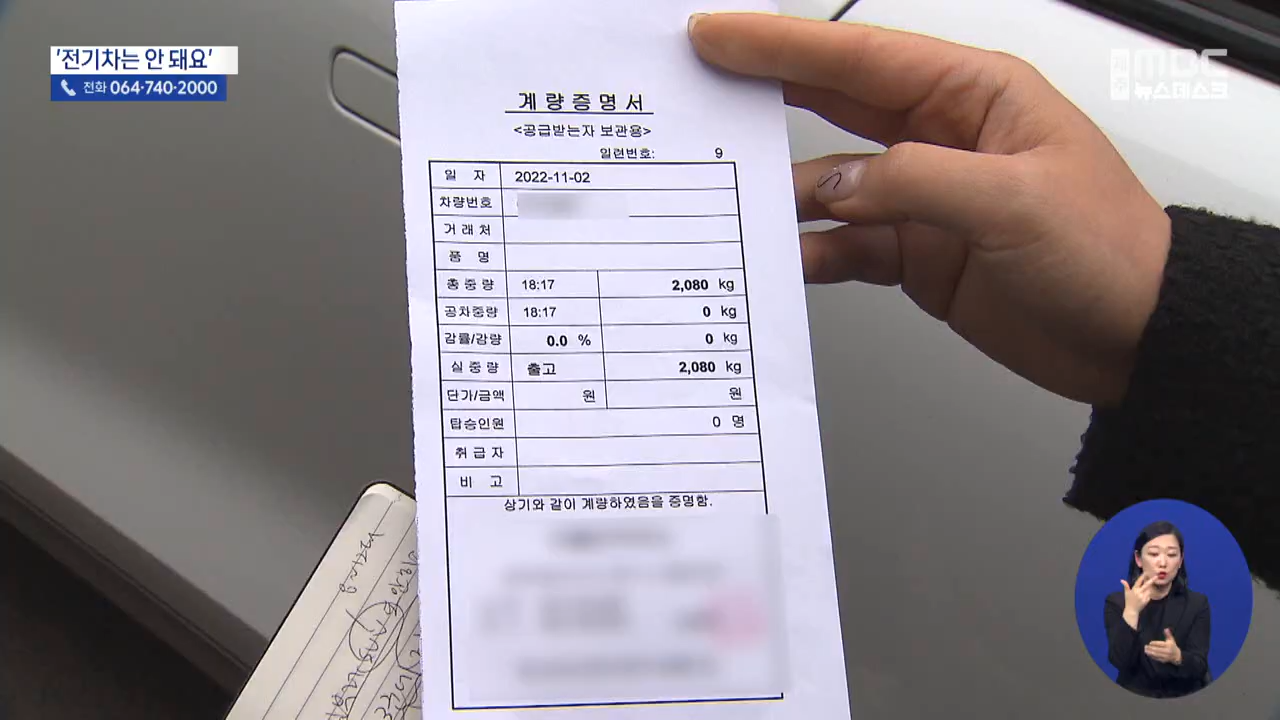 '전기차는 안 돼요'
전화 064·740·2000
제주 MBC
뉴스데스크
계량증명서
<공급받는자 보관용>
일련번호: 9
일 자 2022-11-02
차량번호
거래처
품 명
총중량 18:17 2,080 kg
공차중량 18:17 0 kg
감률/감량 0.0 % 0 kg
실중량 출고 2,080 kg
단가/금액 원 원
탑승인원 0 명
취급자
비 고
상기와 같이 계량하였음을 증명함.